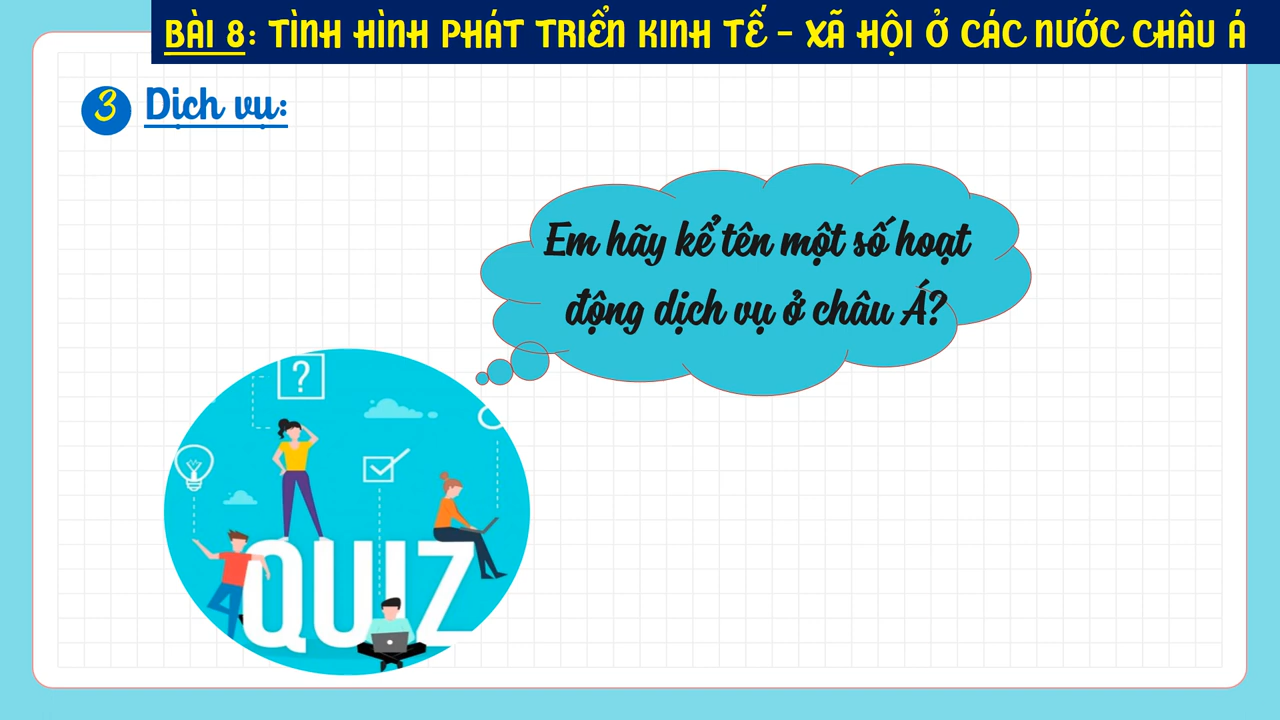 BÀI 8: TÌNH HÌNH PHÁT TRIỂN KINH TẾ - XÃ HỘI Ở CÁC NƯỚC CHÂU Á
3 Dịch vụ:
Em hãy kể tên một số hoạt
động dịch vụ ở châu Á?
?
QUIZ